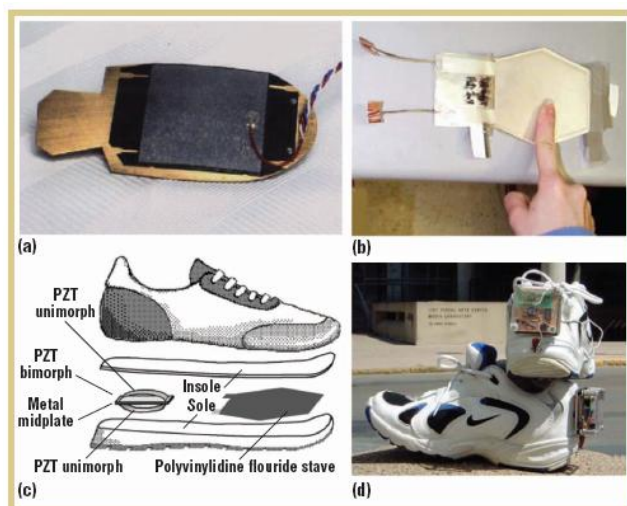 (a)
(b)
PZT
unimorph
PZT
bimorph
Metal
midplate
PZT unimorph
Insole
Sole
Polyvinylidine flouride stave
(c)
(d)